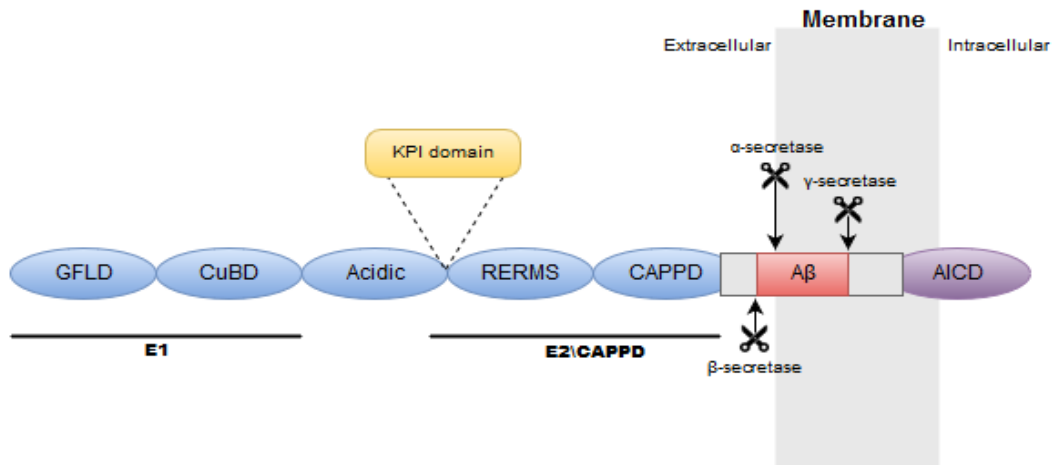 Membrane
Extracellular
Intracellular
KPI domain
α-secretase
γ-secretase
GFLD
CuBD
Acidic
RERMS
CAPPD
Aβ
AICD
E1
E2\CAPPD
β-secretase